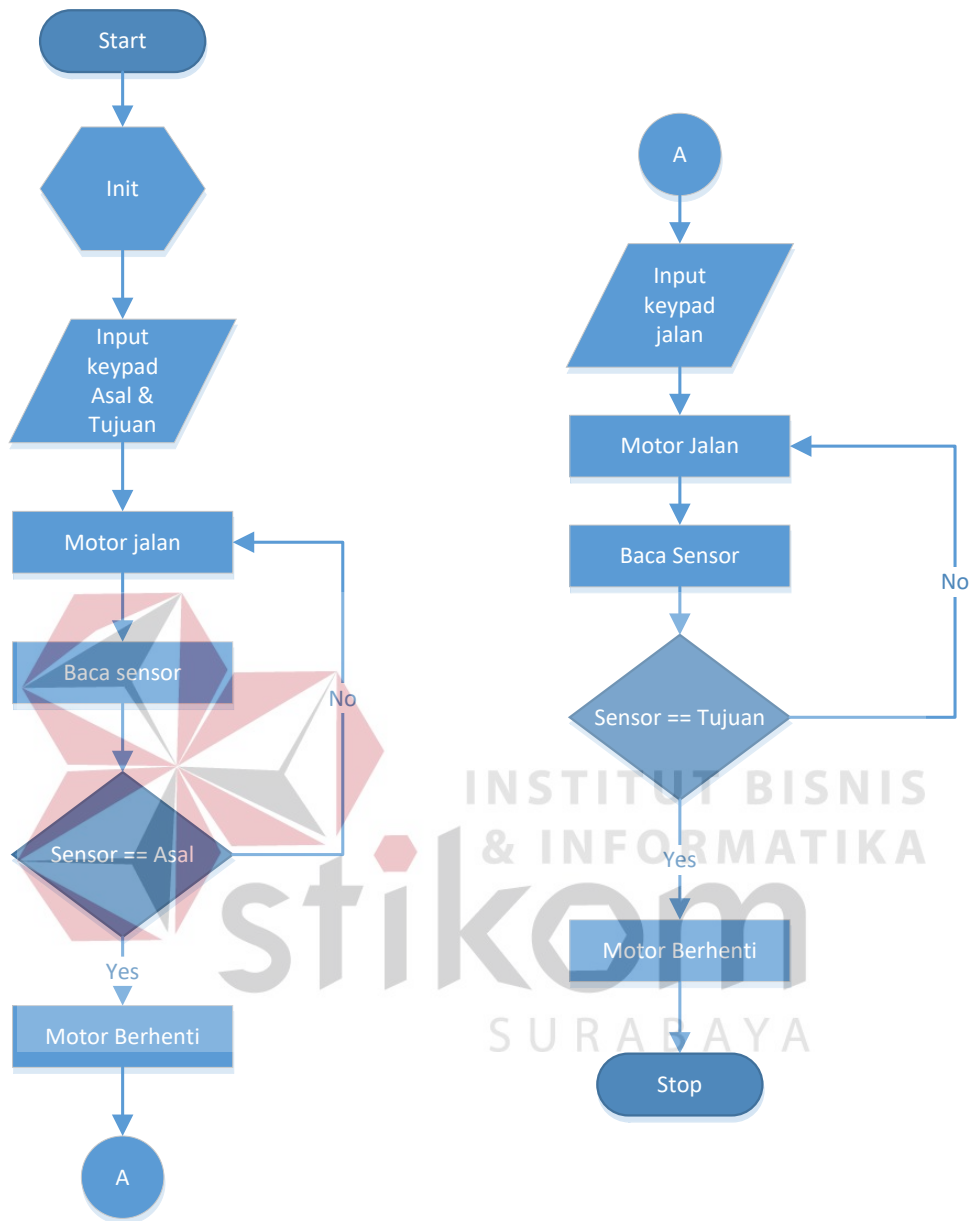 Start
Init
Input
keypad
Asal &
Tujuan
Motor jalan
Baca sensor
No
Sensor == Asal
Yes
Motor Berhenti
A
A
Input
keypad
jalan
Motor Jalan
Baca Sensor
No
Sensor == Tujuan
Yes
Motor Berhenti
Stop
INSTITUT BISNIS
& INFORMATIKA
stikom
SURABAYA